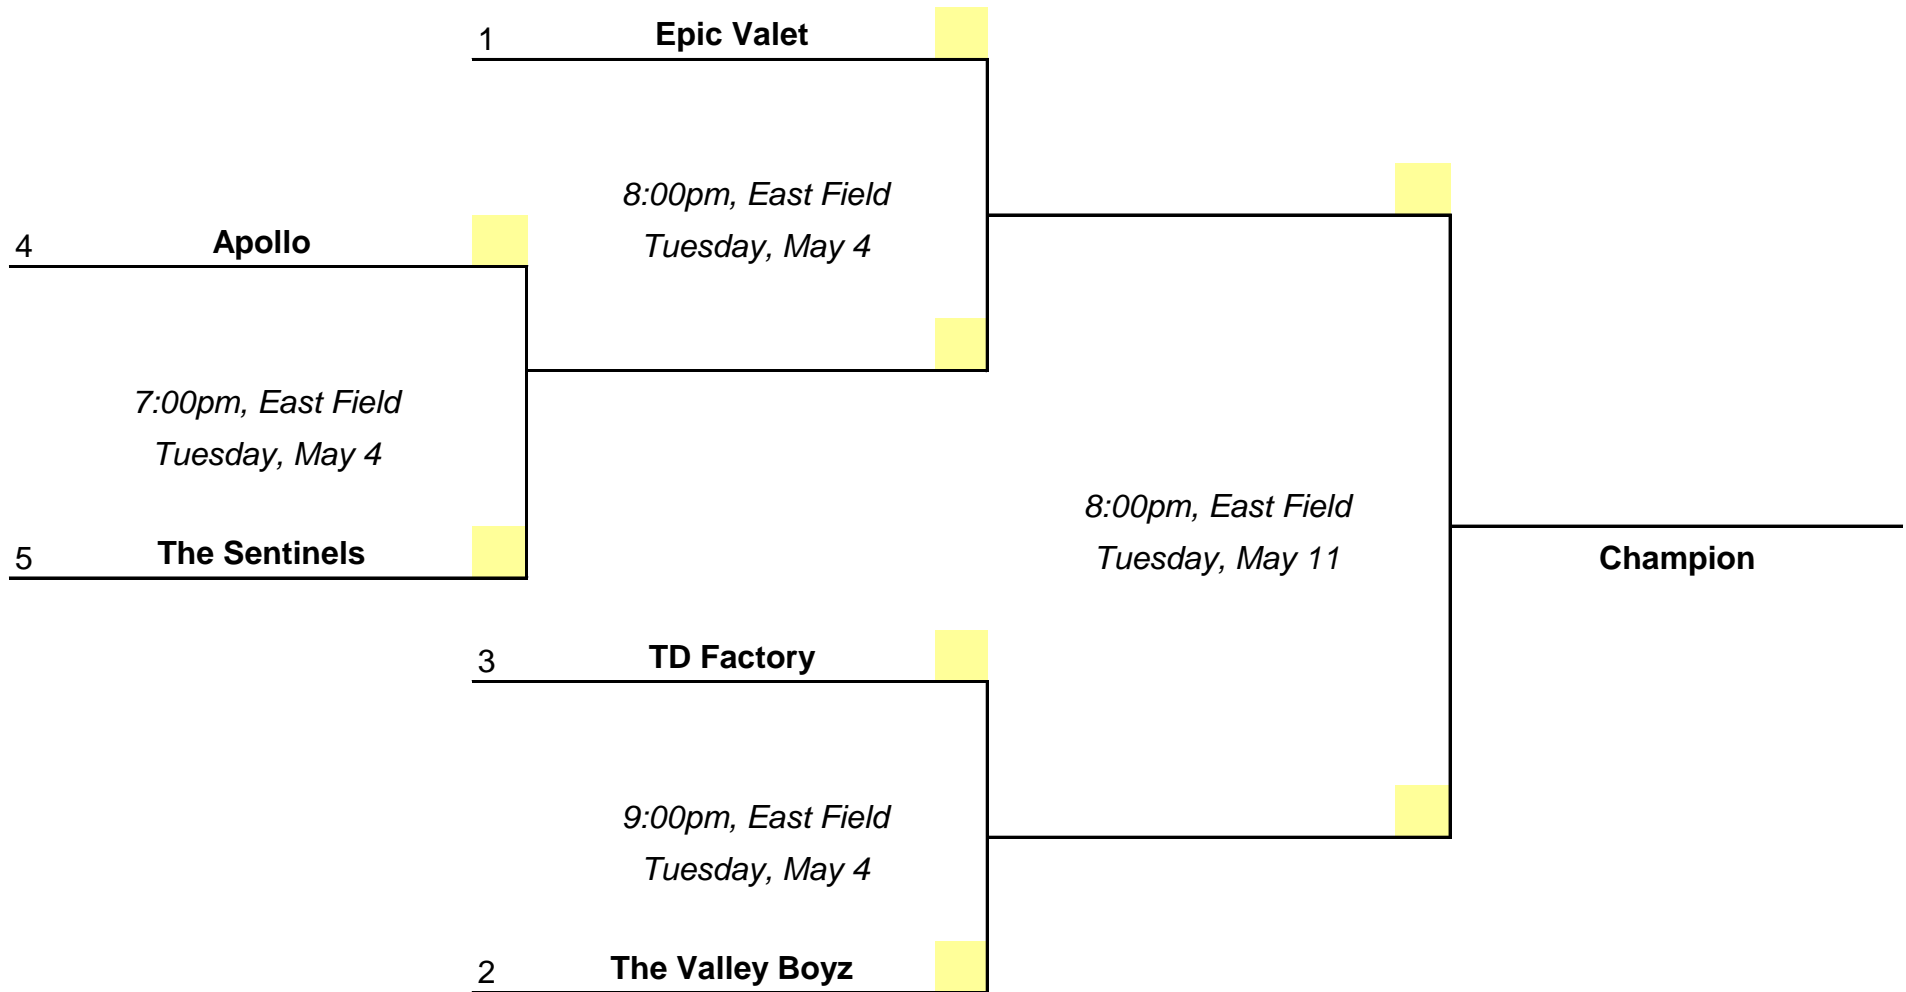 1 Epic Valet
8:00pm, East Field
Tuesday, May 4
4 Apollo
7:00pm, East Field
Tuesday, May 4
5 The Sentinels
8:00pm, East Field
Tuesday, May 11
Champion
3 TD Factory
9:00pm, East Field
Tuesday, May 4
2 The Valley Boyz